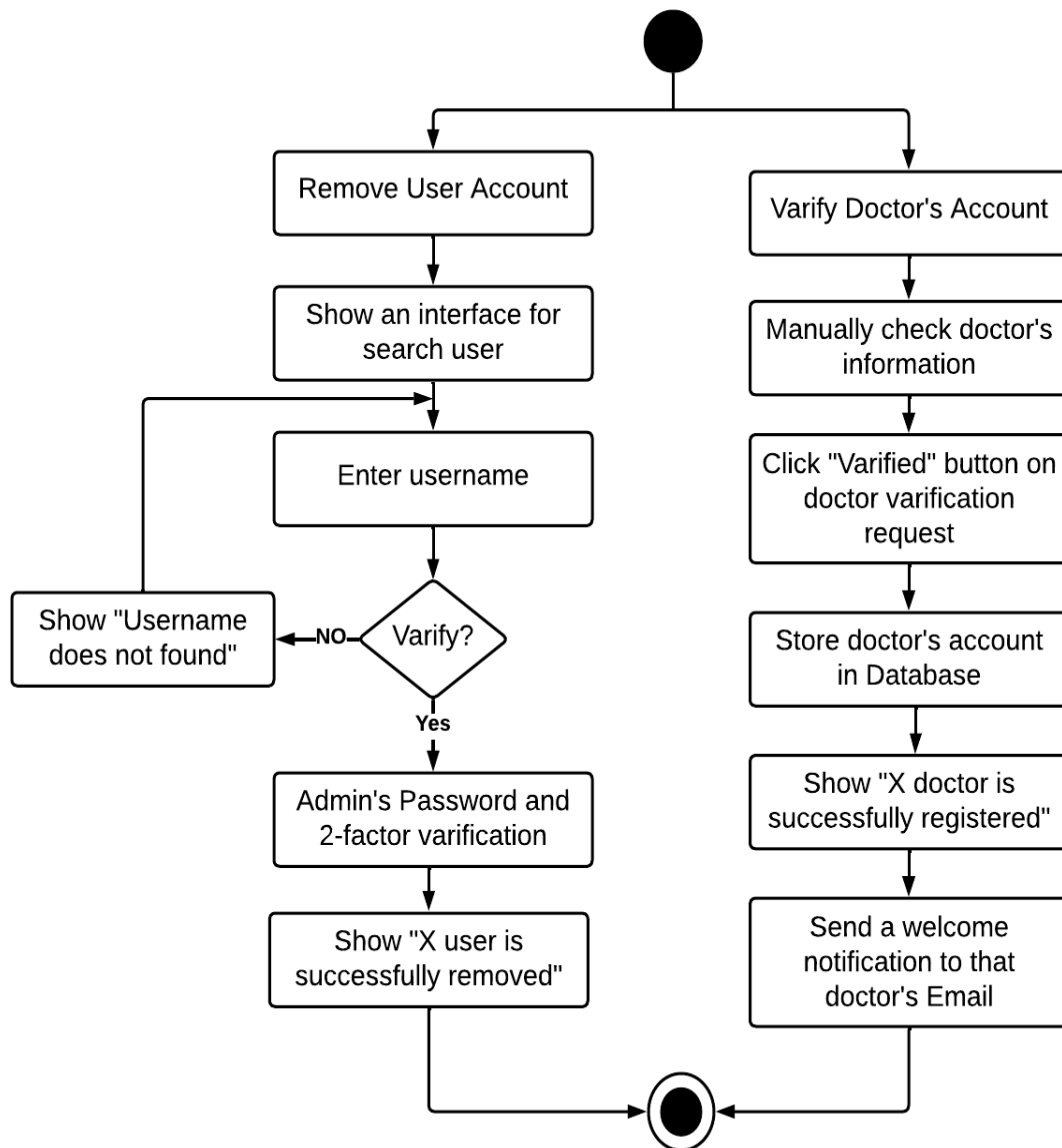 Remove User Account
Show an interface for
search user
Enter username
Varify?
NO
Show "Username
does not found"
Yes
Admin's Password and
2-factor varification
Show "X user is
successfully removed"
Varify Doctor's Account
Manually check doctor's
information
Click "Varified" button on
doctor varification
request
Store doctor's account
in Database
Show "X doctor is
successfully registered"
Send a welcome
notification to that
doctor's Email